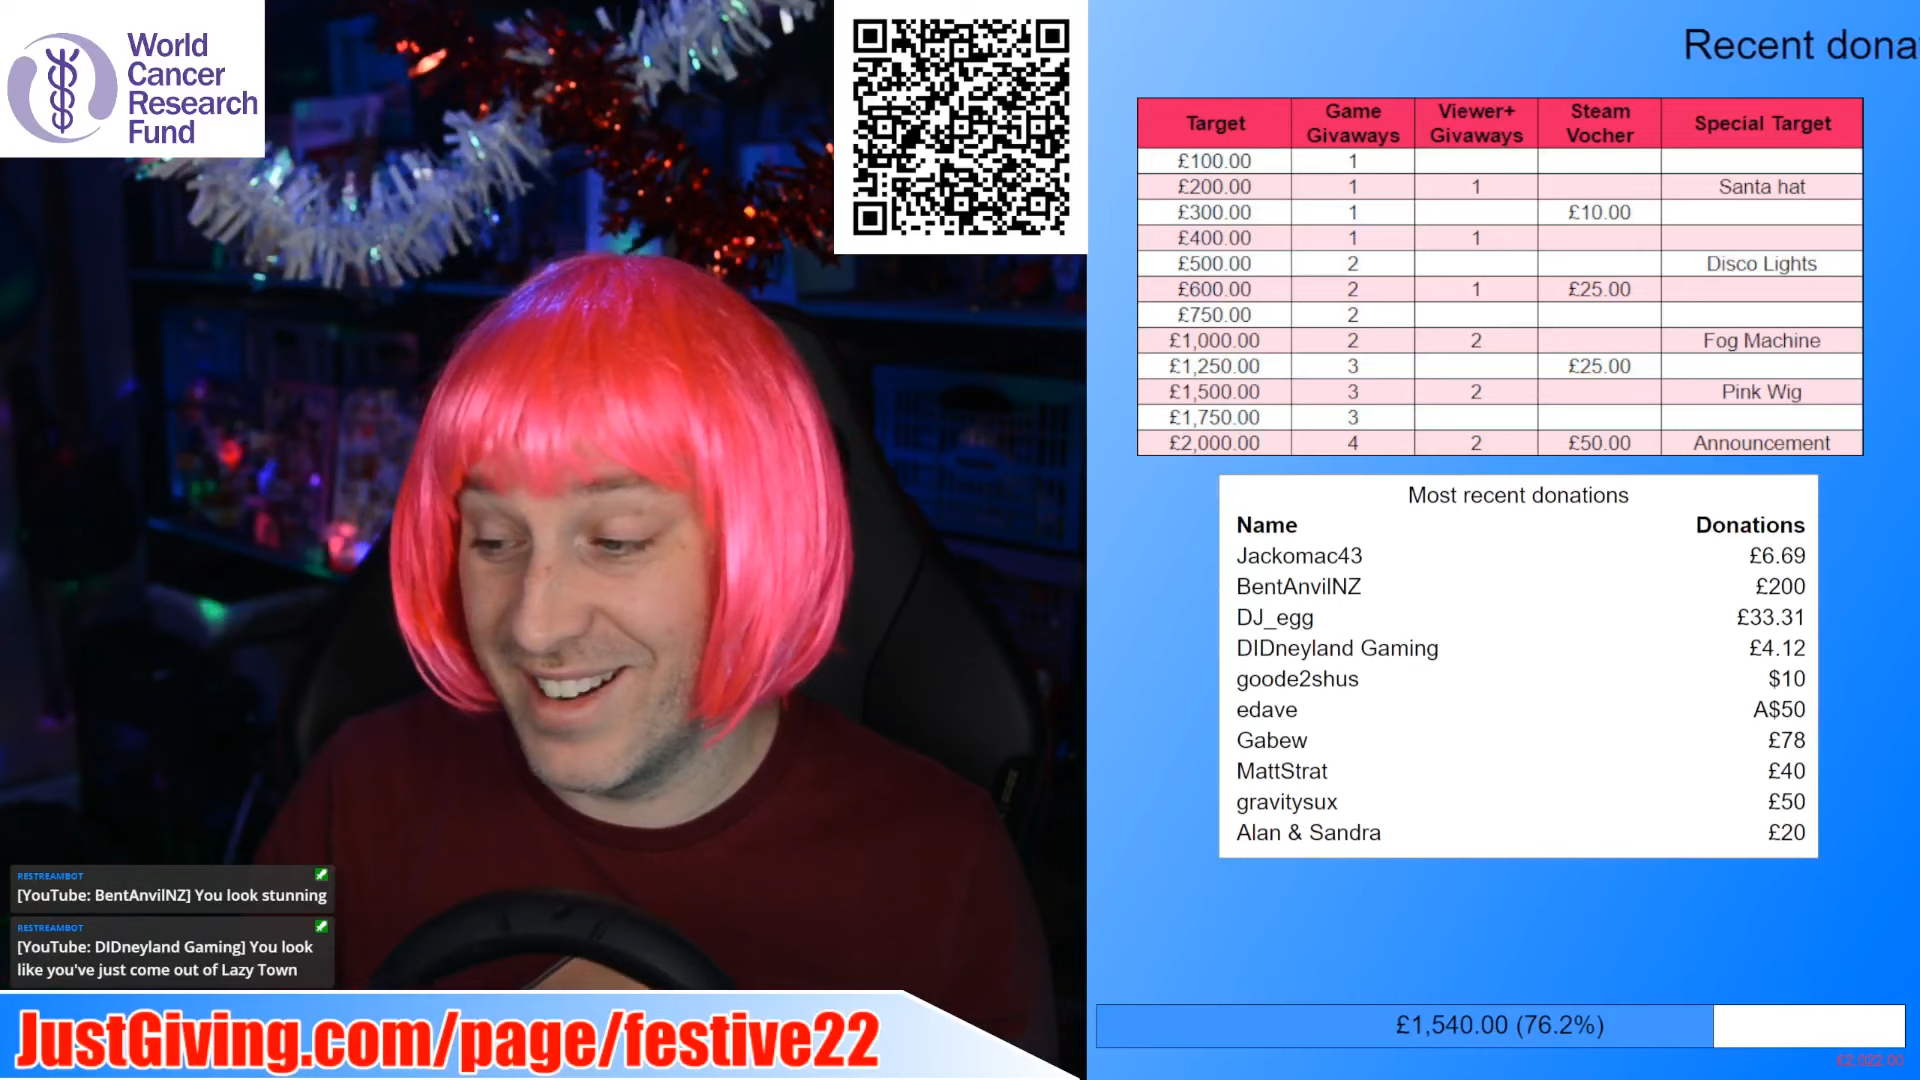 World
Cancer
Research
Fund
Recent dona
Target Game Givaways Viewer+ Givaways Steam Vocher Special Target
£100.00 1
£200.00 1 1 Santa hat
£300.00 1 £10.00
£400.00 1 1
£500.00 2 Disco Lights
£600.00 2 1 £25.00
£750.00 2
£1,000.00 2 2 Fog Machine
£1,250.00 3 £25.00
£1,500.00 3 2 Pink Wig
£1,750.00 3
£2,000.00 4 2 £50.00 Announcement
Most recent donations
Name Donations
Jackomac43 £6.69
BentAnvilNZ £200
DJ_egg £33.31
DIDneyland Gaming £4.12
goode2shus $10
edave A$50
Gabew £78
MattStrat £40
gravitysux £50
Alan & Sandra £20
RESTREAMBOT
[YouTube: BentAnvilNZ] You look stunning
RESTREAMBOT
[YouTube: DIDneyland Gaming] You look
like you've just come out of Lazy Town
JustGiving.com/page/festive22
£1,540.00 (76.2%)
£2,022.00